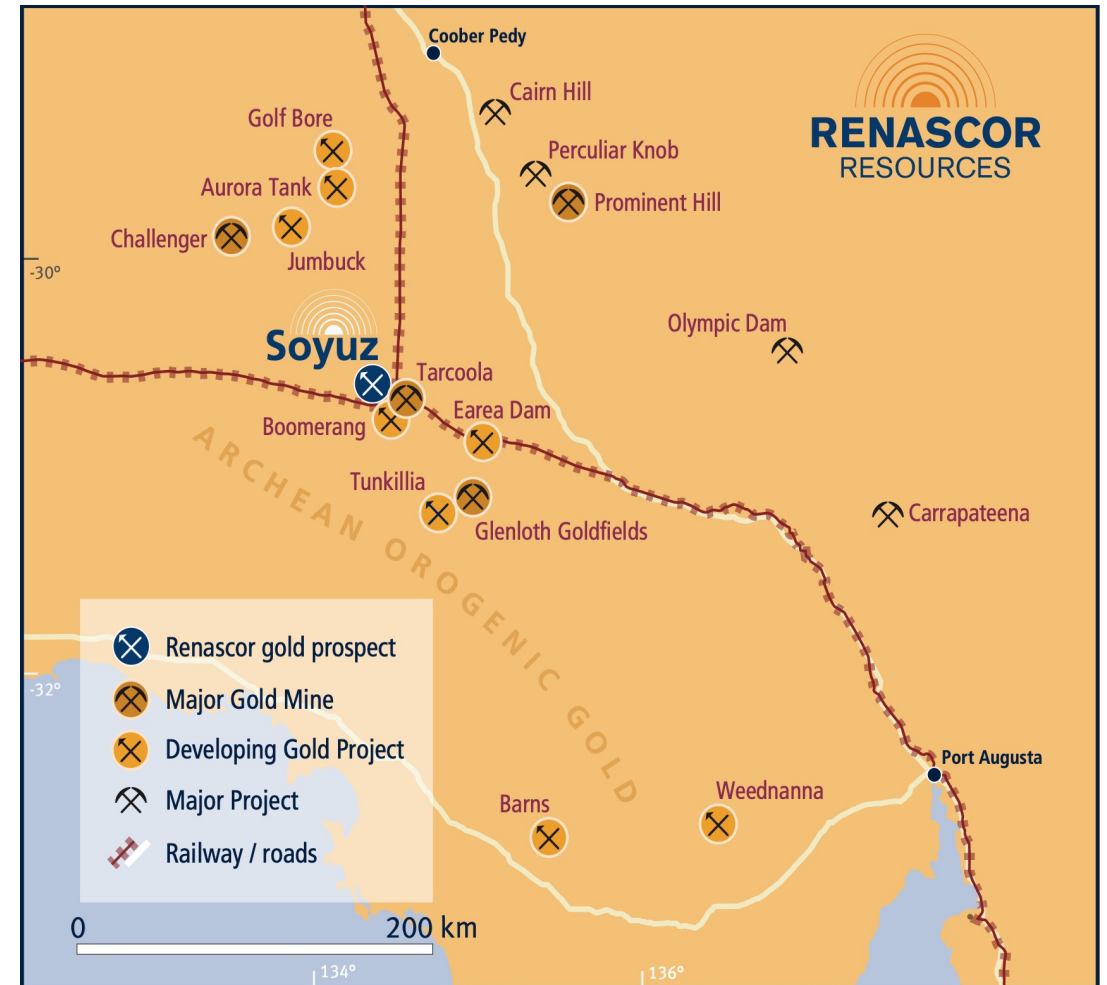 Coober Pedy
Cairn Hill
RENASCOR
RESOURCES
Golf Bore
Perculiar Knob
Aurora Tank
Prominent Hill
Challenger
Jumbuck
-30°
Olympic Dam
Soyuz
Tarcoola
Earea Dam
Boomerang
Tunkillia
Glenloth Goldfields
Carrapateena
ARCHEAN OROGENIC GOLD
Renascor gold prospect
-32°
Major Gold Mine
Developing Gold Project
Major Project
Railway / roads
Port Augusta
Weednanna
Barns
0 200 km
134° 136°